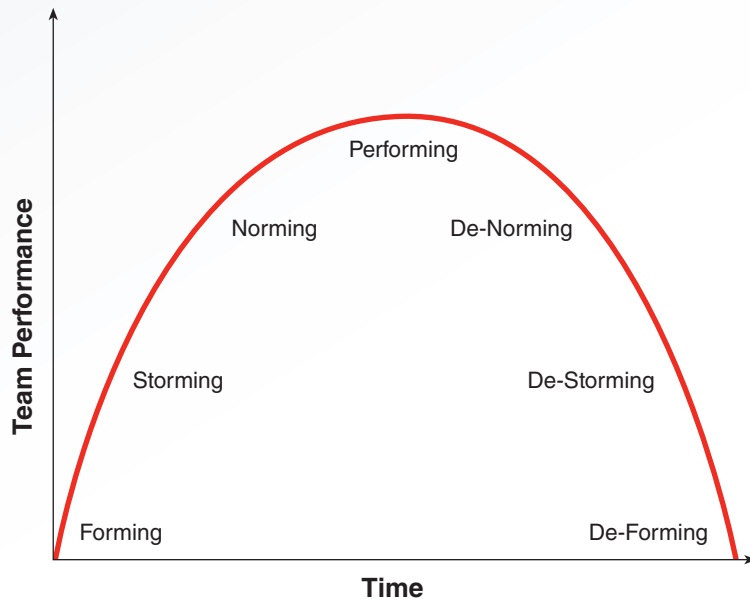 Performing
Norming
De-Norming
Storming
De-Storming
Forming
De-Forming
Team Performance
Time